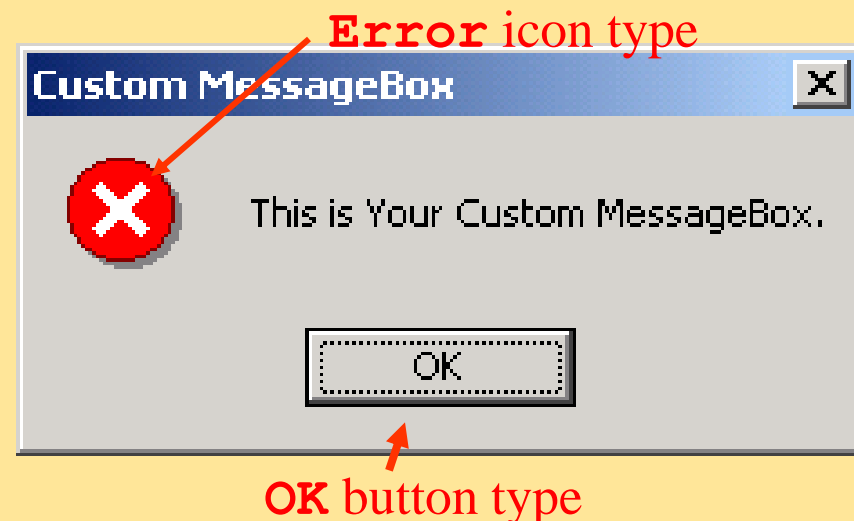 Error icon type
Custom MessageBox
This is Your Custom MessageBox.
OK
OK button type